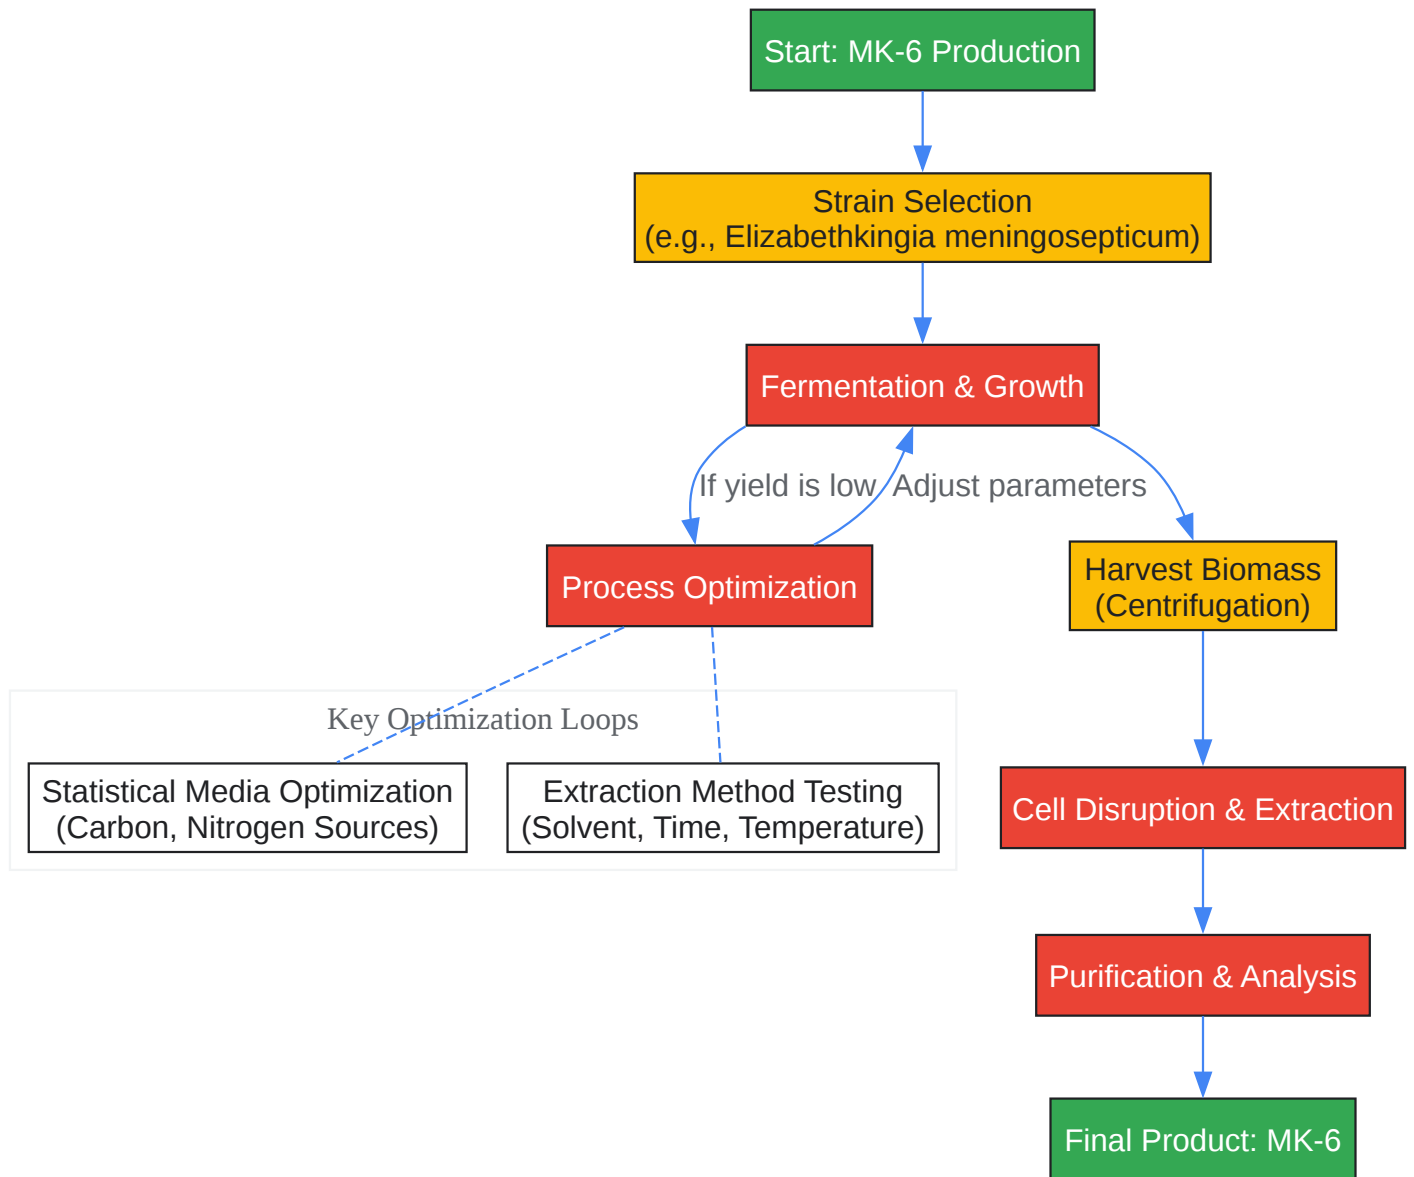 Start: MK-6 Production
Strain Selection
(e.g., Elizabethkingia meningosepticum)
Fermentation & Growth
If yield is low
Adjust parameters
Process Optimization
Harvest Biomass
(Centrifugation)
Key Optimization Loops
Statistical Media Optimization
(Carbon, Nitrogen Sources)
Extraction Method Testing
(Solvent, Time, Temperature)
Cell Disruption & Extraction
Purification & Analysis
Final Product: MK-6